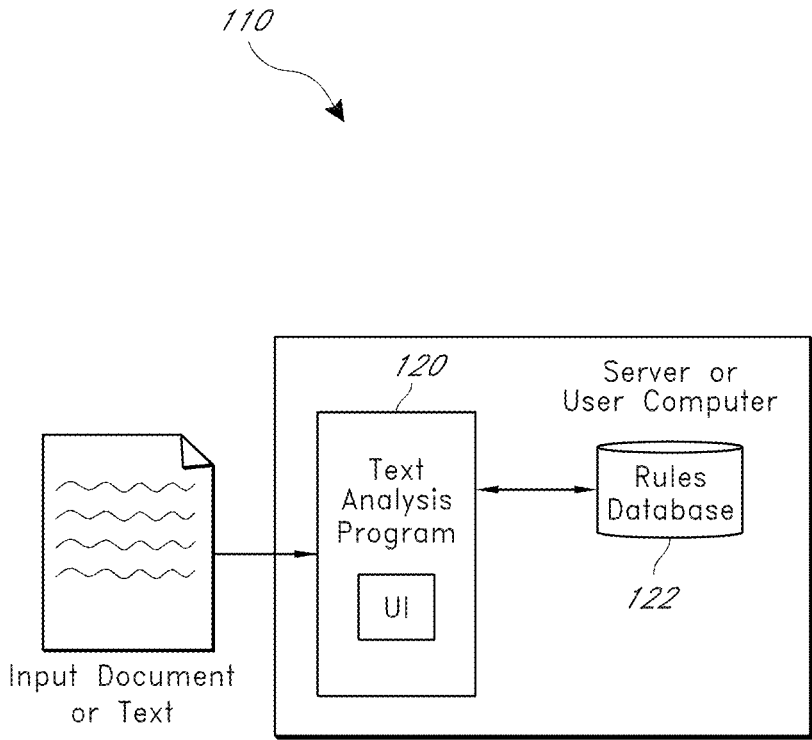 110
120
Server or
User Computer
Text
Analysis
Program
Rules
Database
UI
122
Input Document
or Text